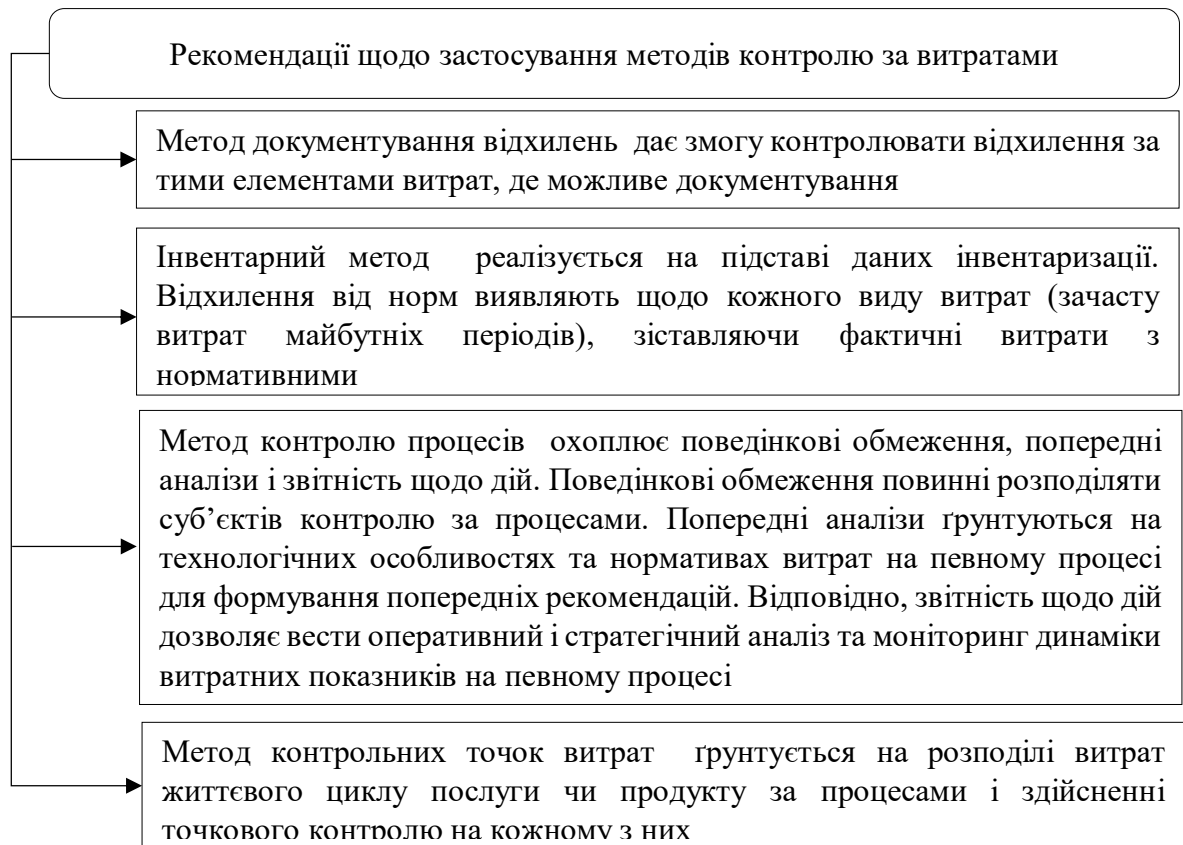 Рекомендації щодо застосування методів контролю за витратами
Метод документування відхилень дає змогу контролювати відхилення за
тими елементами витрат, де можливе документування
Інвентарний метод реалізується на підставі даних інвентаризації.
Відхилення від норм виявляють щодо кожного виду витрат (зачасту
витрат майбутніх періодів), зіставляючи фактичні витрати з
нормативними
Метод контролю процесів охоплює поведінкові обмеження, попередні
аналізи і звітність щодо дій. Поведінкові обмеження повинні розподіляти
суб’єктів контролю за процесами. Попередні аналізи ґрунтуються на
технологічних особливостях та нормативах витрат на певному процесі
для формування попередніх рекомендацій. Відповідно, звітність щодо дій
дозволяє вести оперативний і стратегічний аналіз та моніторинг динаміки
витратних показників на певному процесі
Метод контрольних точок витрат ґрунтується на розподілі витрат
життєвого циклу послуги чи продукту за процесами і здійсненні
точкового контролю на кожному з них